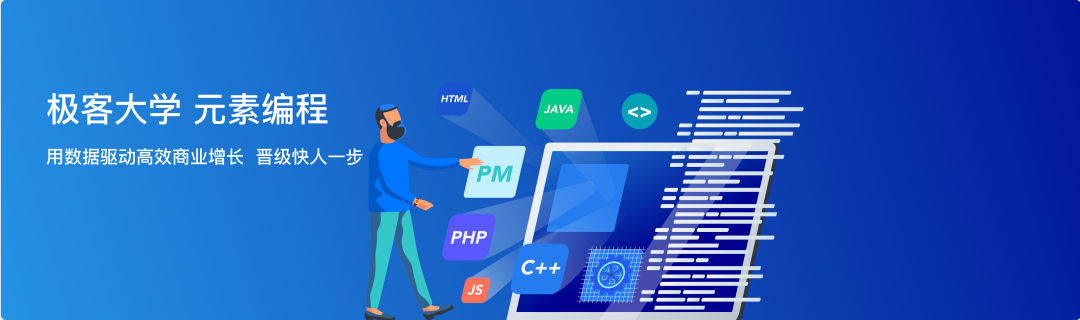 极客大学 元素编程
用数据驱动高效商业增长 晋级快人一步
HTML
JAVA
<>
PM
PHP
C++
JS